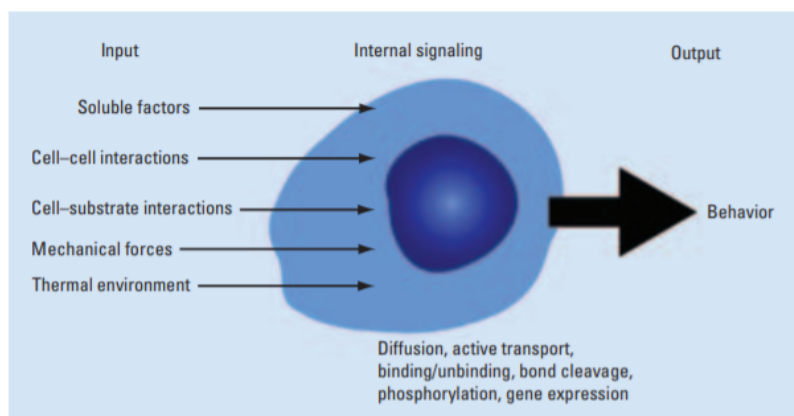 Input
Internal signaling
Output
Soluble factors
Cell–cell interactions
Cell–substrate interactions
Mechanical forces
Thermal environment
Behavior
Diffusion, active transport,
binding/unbinding, bond cleavage,
phosphorylation, gene expression